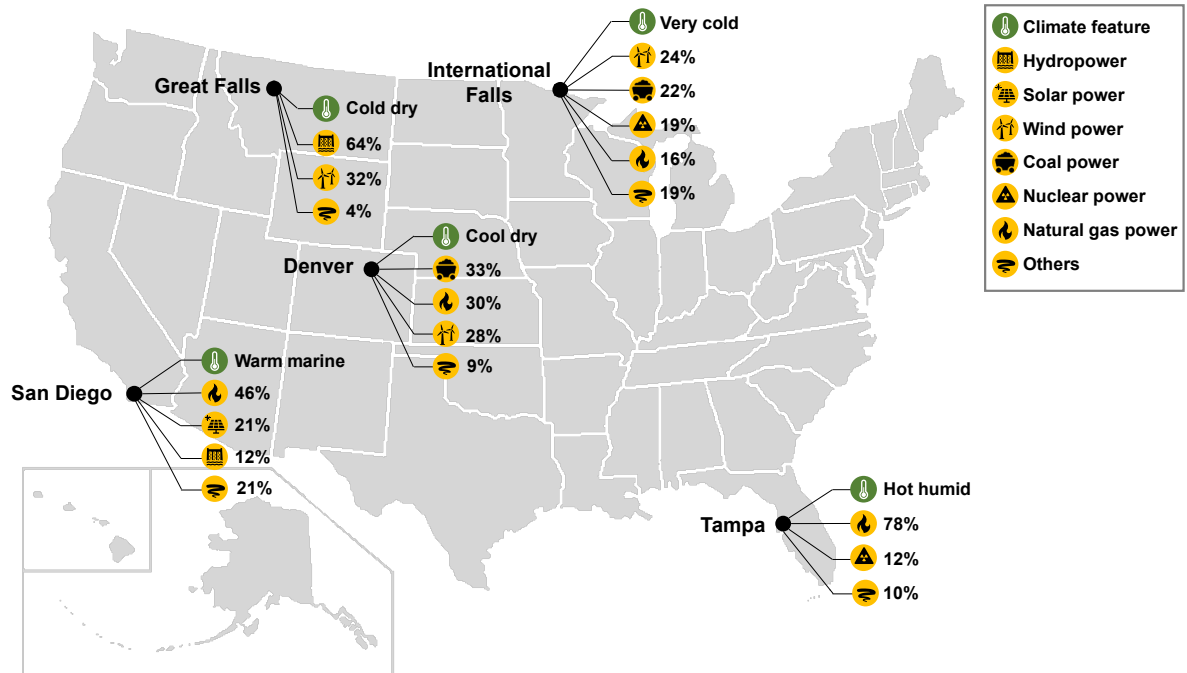 Very cold
24%
22%
19%
16%
19%
International
Falls
Great Falls
Cold dry
64%
32%
4%
Denver
Cool dry
33%
30%
28%
9%
San Diego
Warm marine
46%
21%
12%
21%
Tampa
Hot humid
78%
12%
10%
Climate feature
Hydropower
Solar power
Wind power
Coal power
Nuclear power
Natural gas power
Others